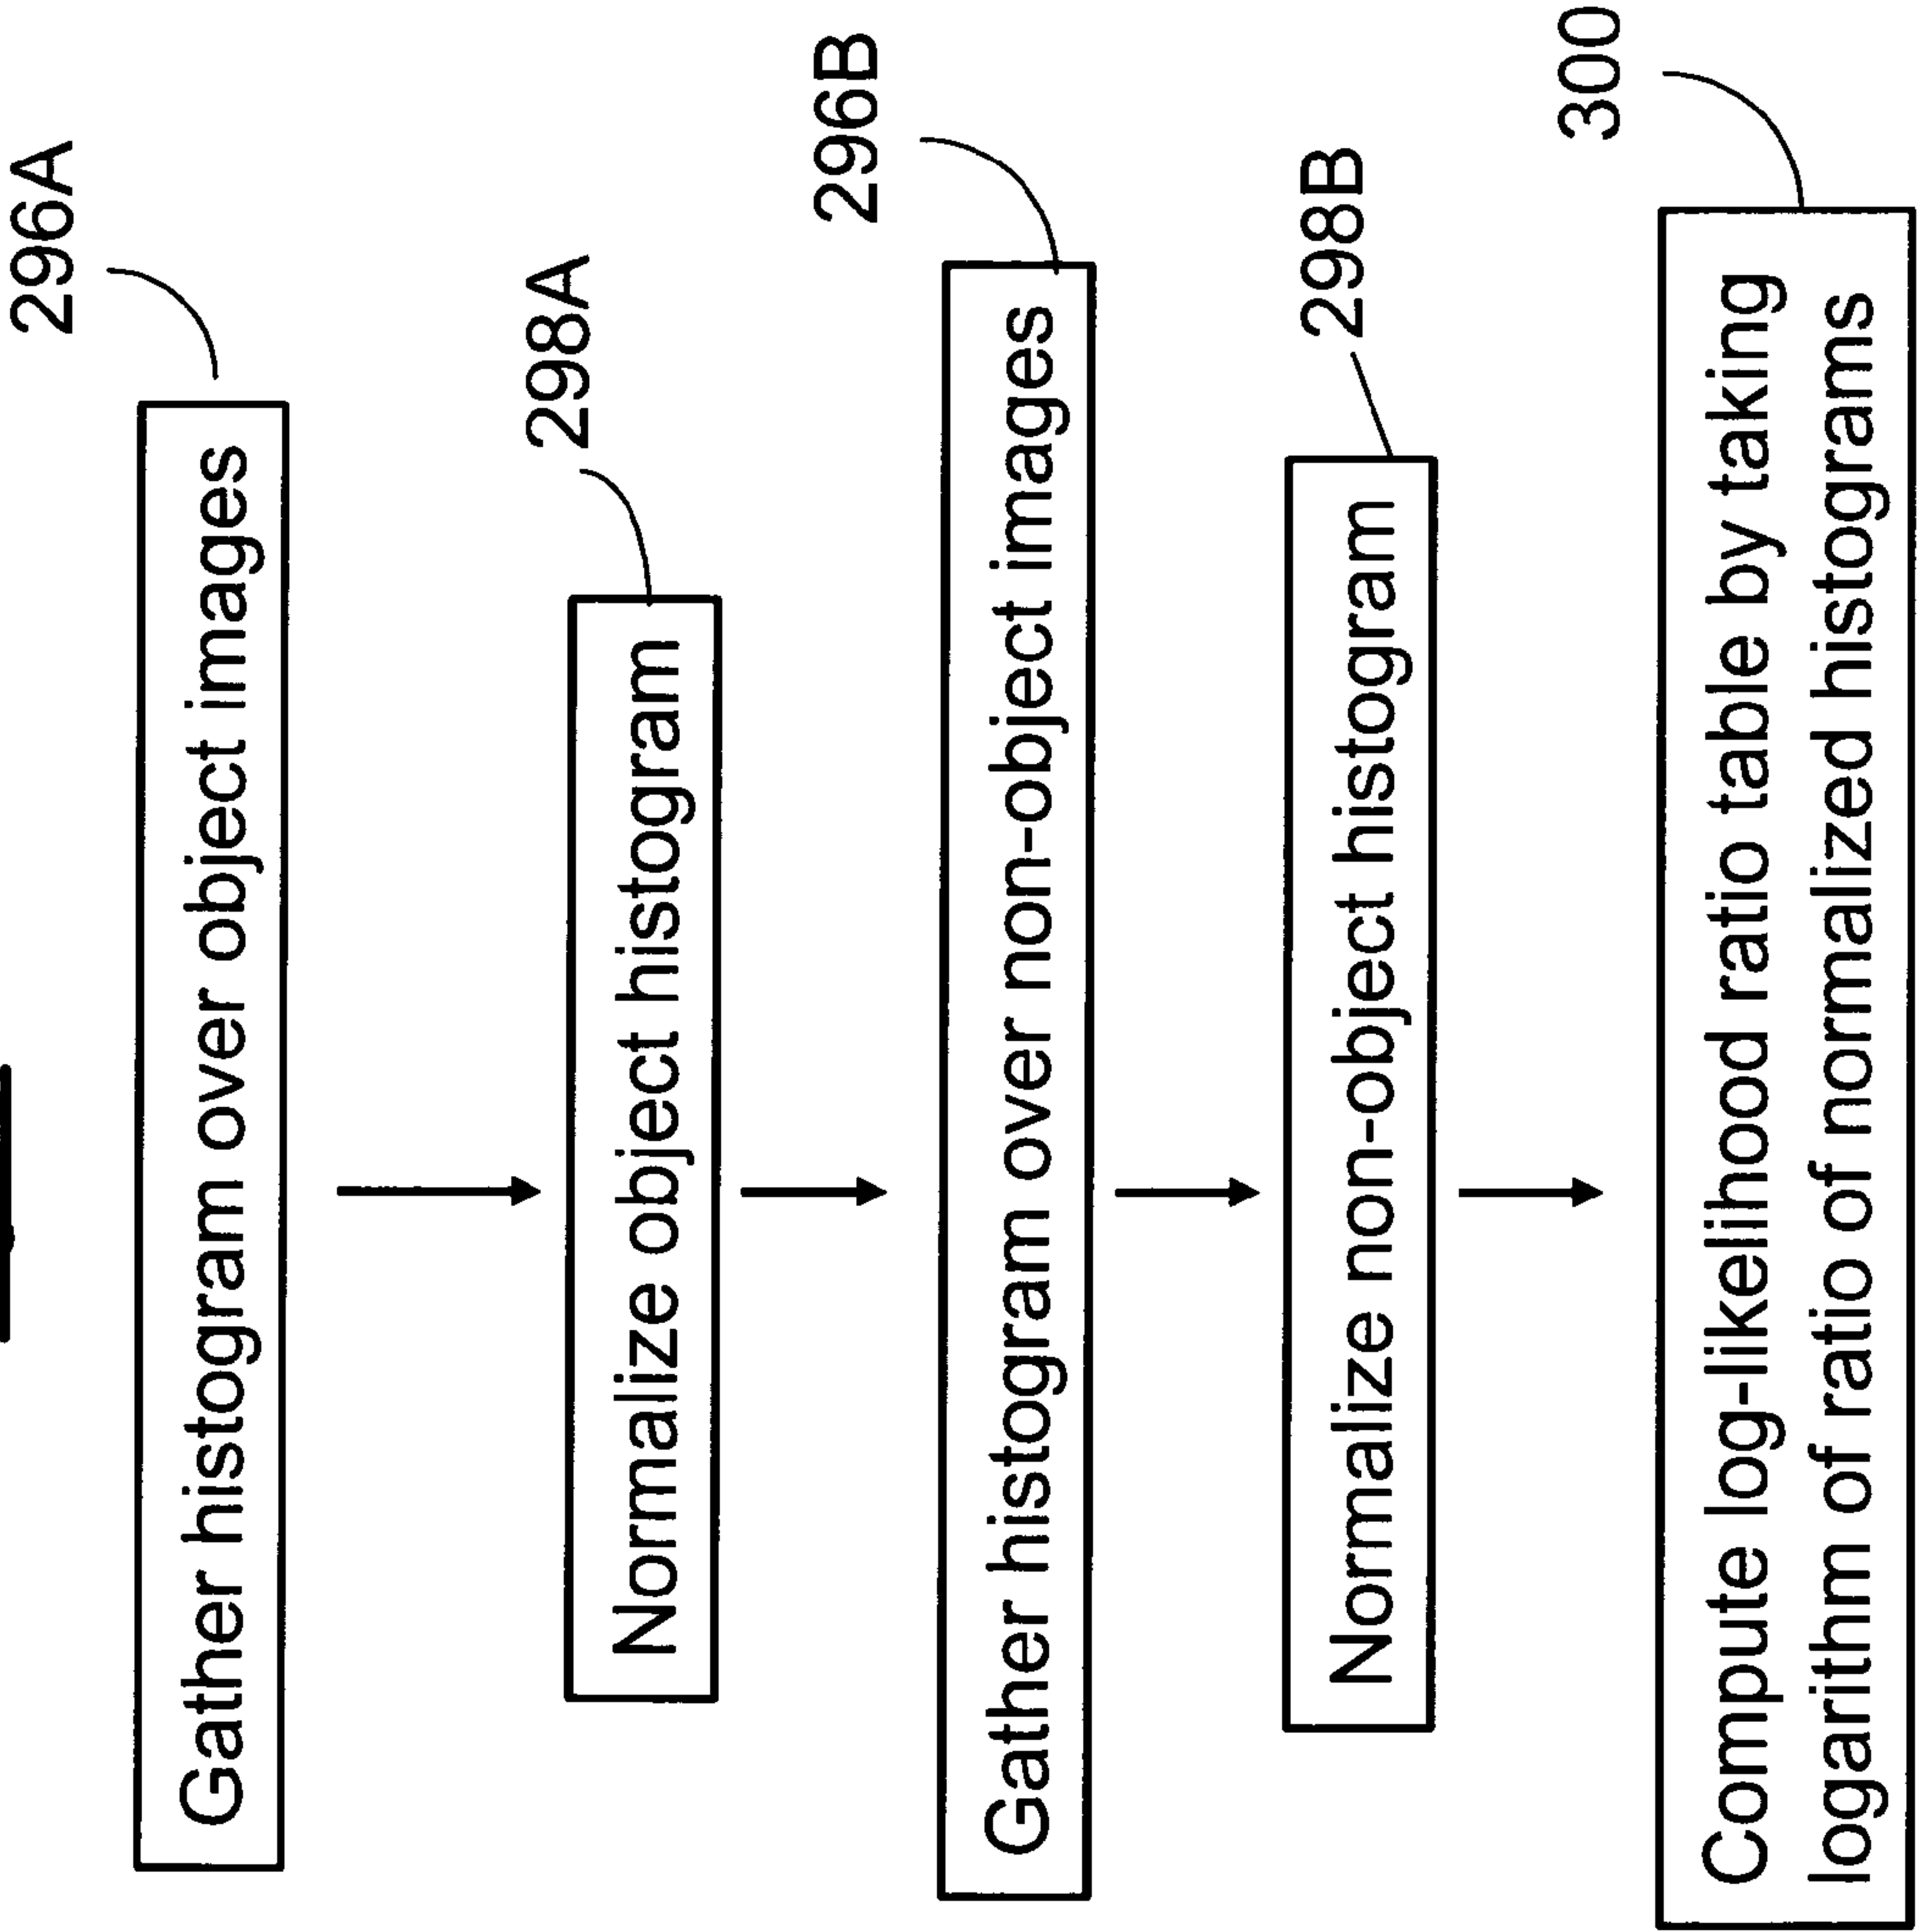 296A
Gather histogram over object images
298A
Normalize object histogram
296B
Gather histogram over non-object images
298B
Normalize non-object histogram
300
Compute log-likelihood ratio table by taking
logarithm of ratio of normalized histograms